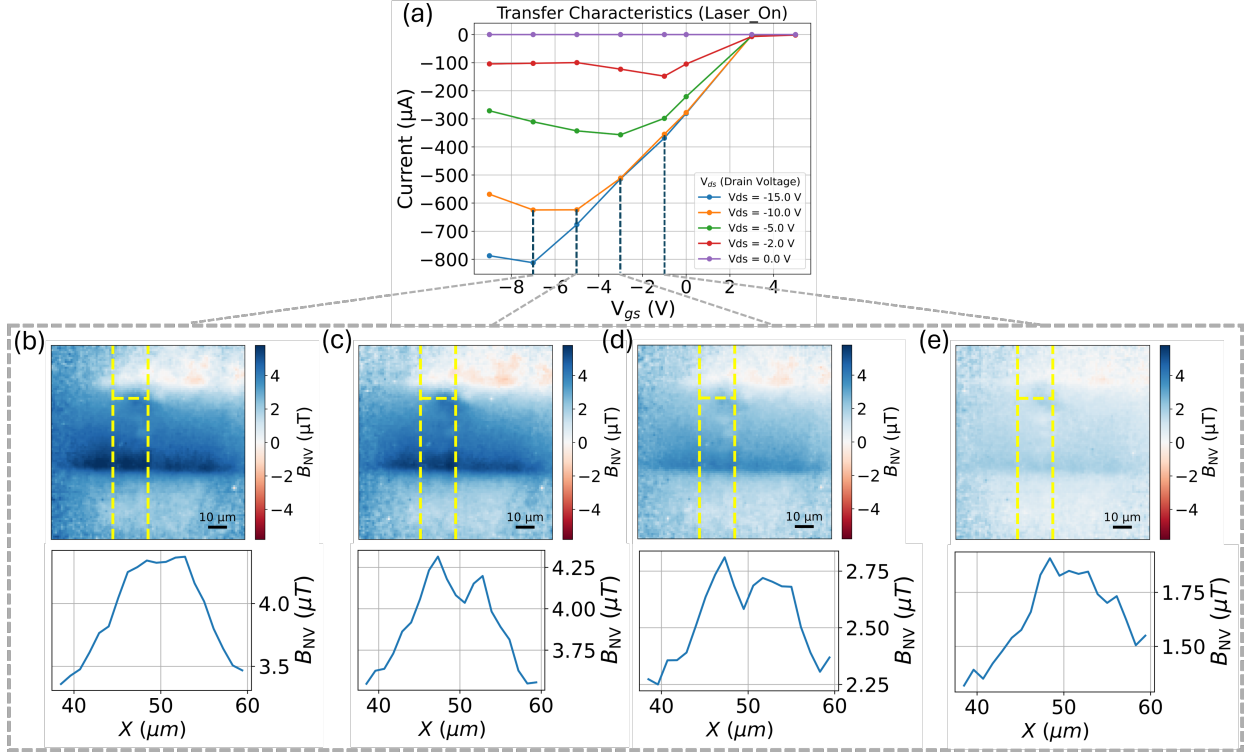 (a)
Transfer Characteristics (Laser_On)
0
−100
−200
−300
−400
−500
−600
−700
−800
Current (µA)
V_ds (Drain Voltage)
Vds = -15.0 V
Vds = -10.0 V
Vds = -5.0 V
Vds = -2.0 V
Vds = 0.0 V
−8 −6 −4 −2 0 2 4
V_gs (V)
(b)
4
2
0
−2
−4
B_NV (µT)
10 µm
4.0
3.5
B_NV (µT)
40 50 60
X (µm)
(c)
4
2
0
−2
−4
B_NV (µT)
10 µm
4.25
4.00
3.75
B_NV (µT)
40 50 60
X (µm)
(d)
4
2
0
−2
−4
B_NV (µT)
10 µm
2.75
2.50
2.25
B_NV (µT)
40 50 60
X (µm)
(e)
4
2
0
−2
−4
B_NV (µT)
10 µm
1.75
1.50
B_NV (µT)
40 50 60
X (µm)